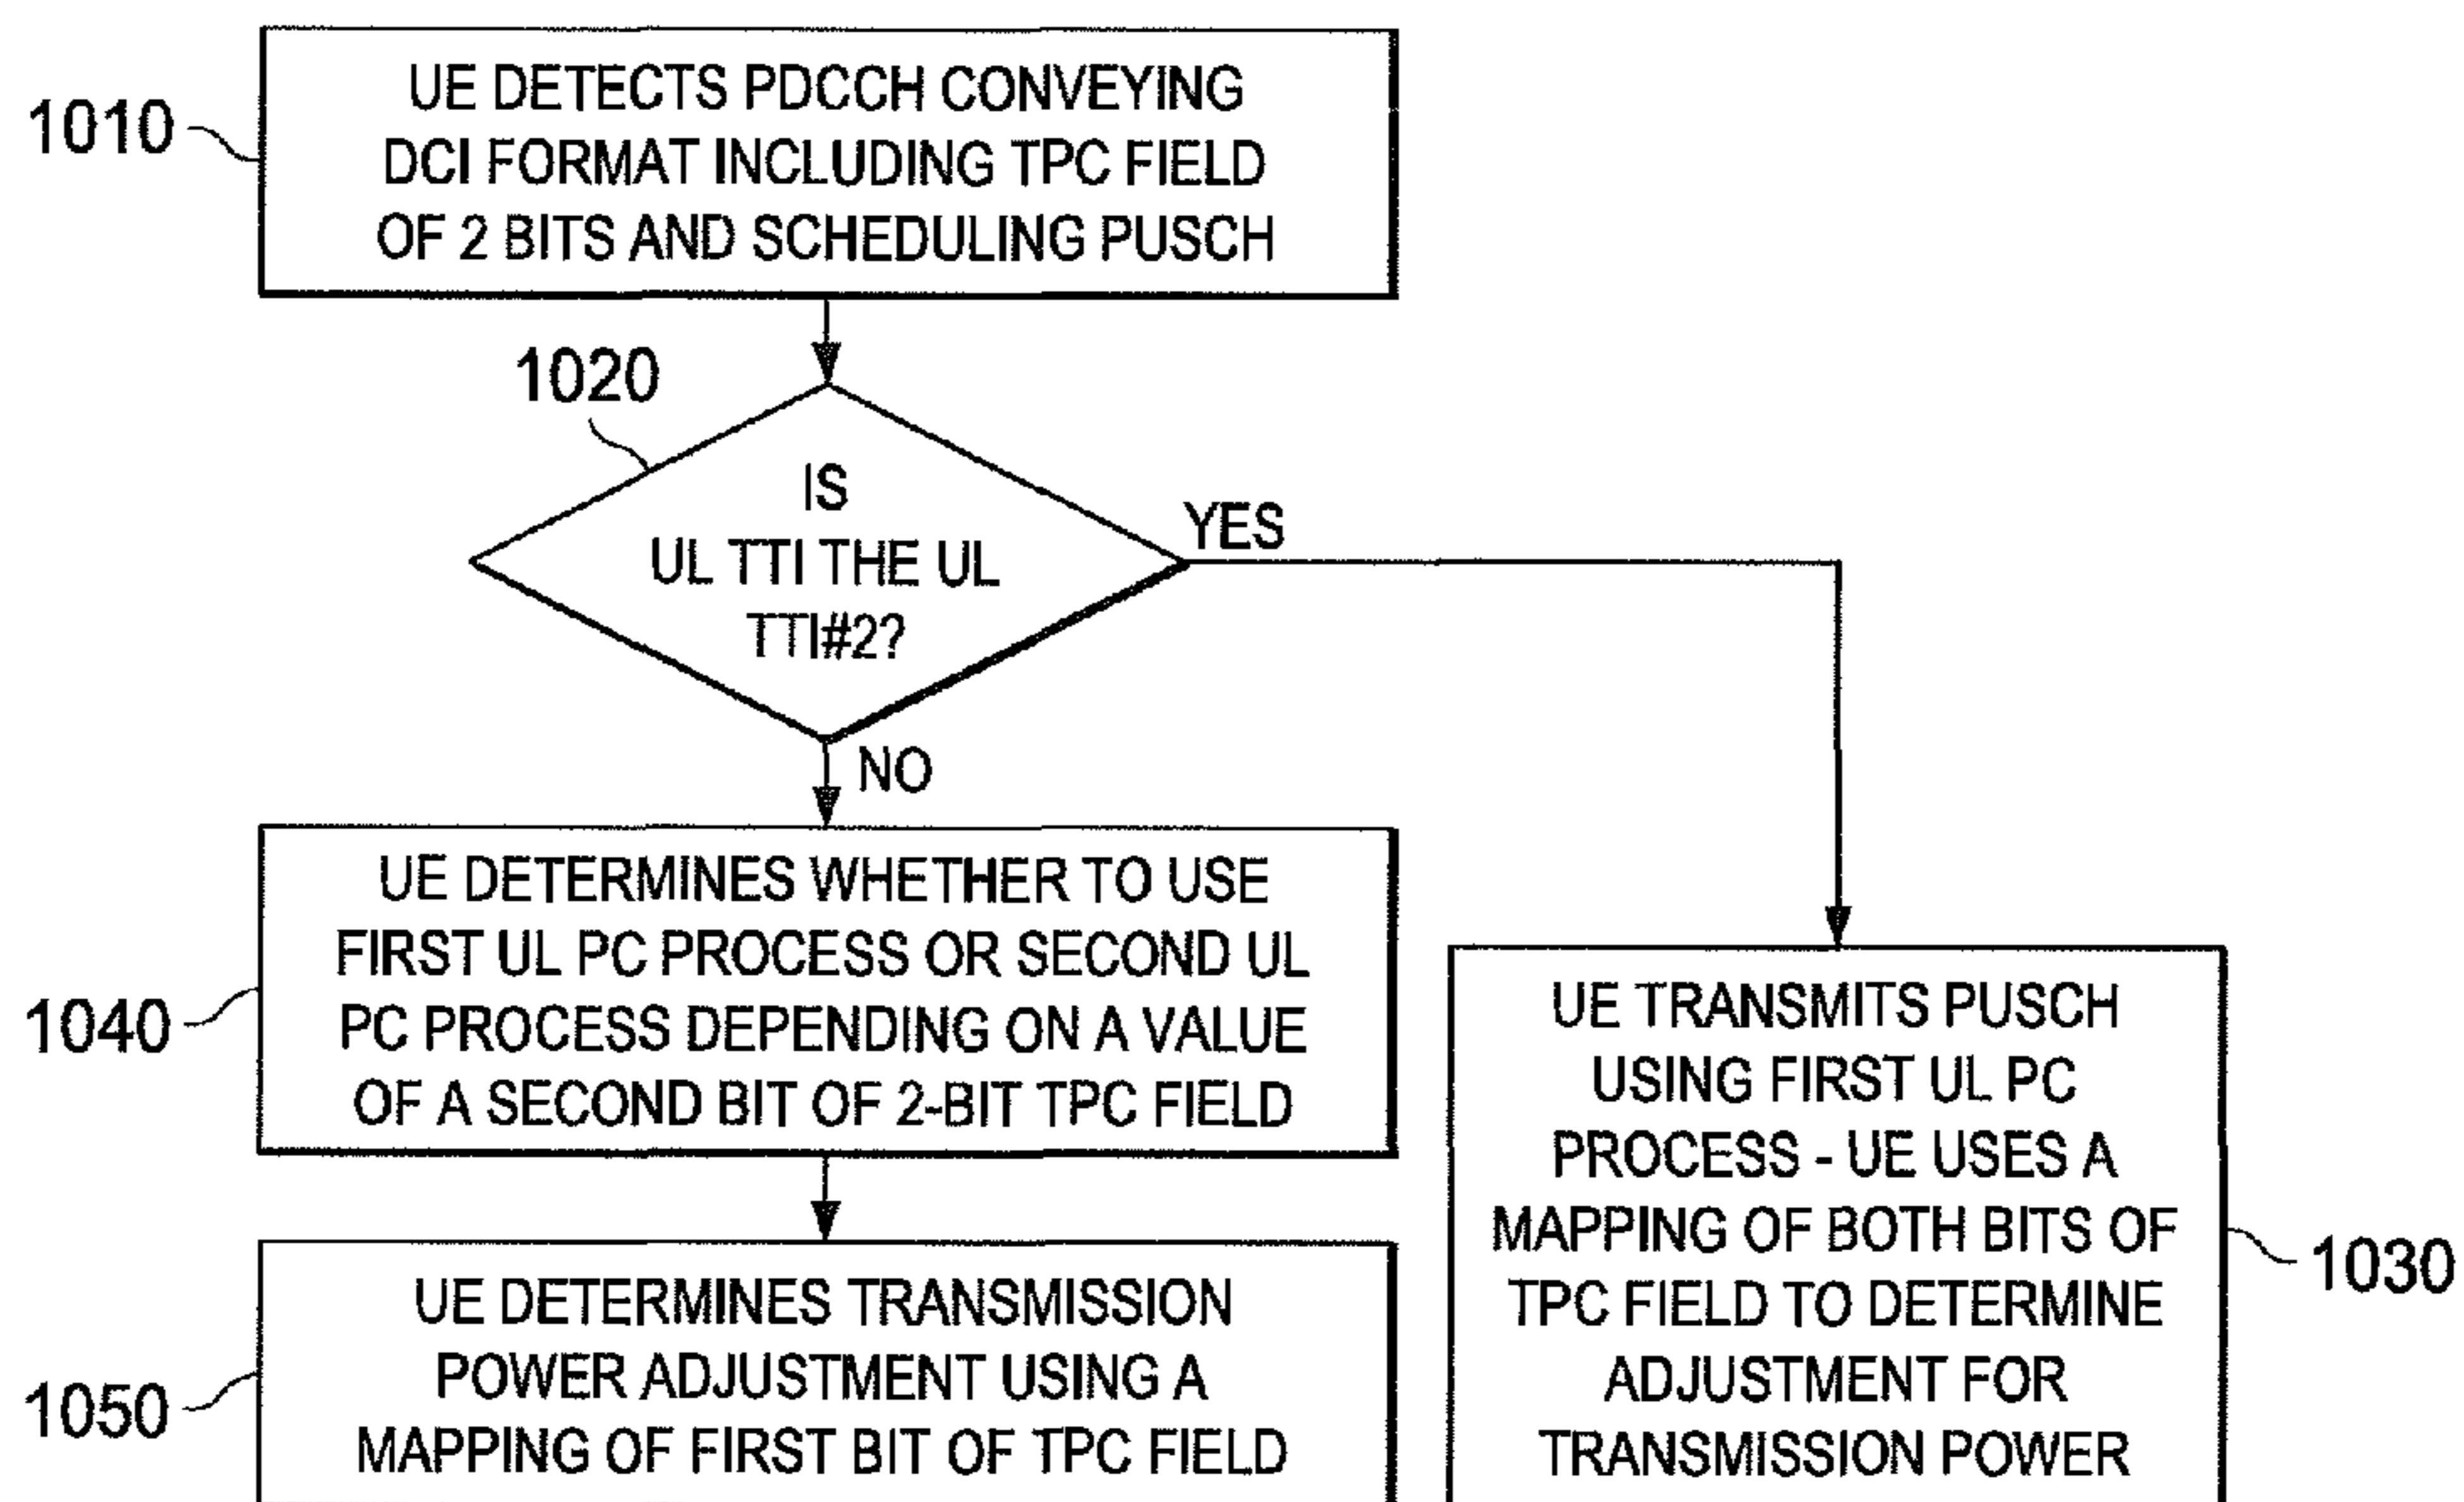 1010
UE DETECTS PDCCH CONVEYING
DCI FORMAT INCLUDING TPC FIELD
OF 2 BITS AND SCHEDULING PUSCH
1020
IS
UL TTI THE UL
TTI#2?
YES
NO
1040
UE DETERMINES WHETHER TO USE
FIRST UL PC PROCESS OR SECOND UL
PC PROCESS DEPENDING ON A VALUE
OF A SECOND BIT OF 2-BIT TPC FIELD
1050
UE DETERMINES TRANSMISSION
POWER ADJUSTMENT USING A
MAPPING OF FIRST BIT OF TPC FIELD
UE TRANSMITS PUSCH
USING FIRST UL PC
PROCESS - UE USES A
MAPPING OF BOTH BITS OF
TPC FIELD TO DETERMINE
ADJUSTMENT FOR
TRANSMISSION POWER
1030